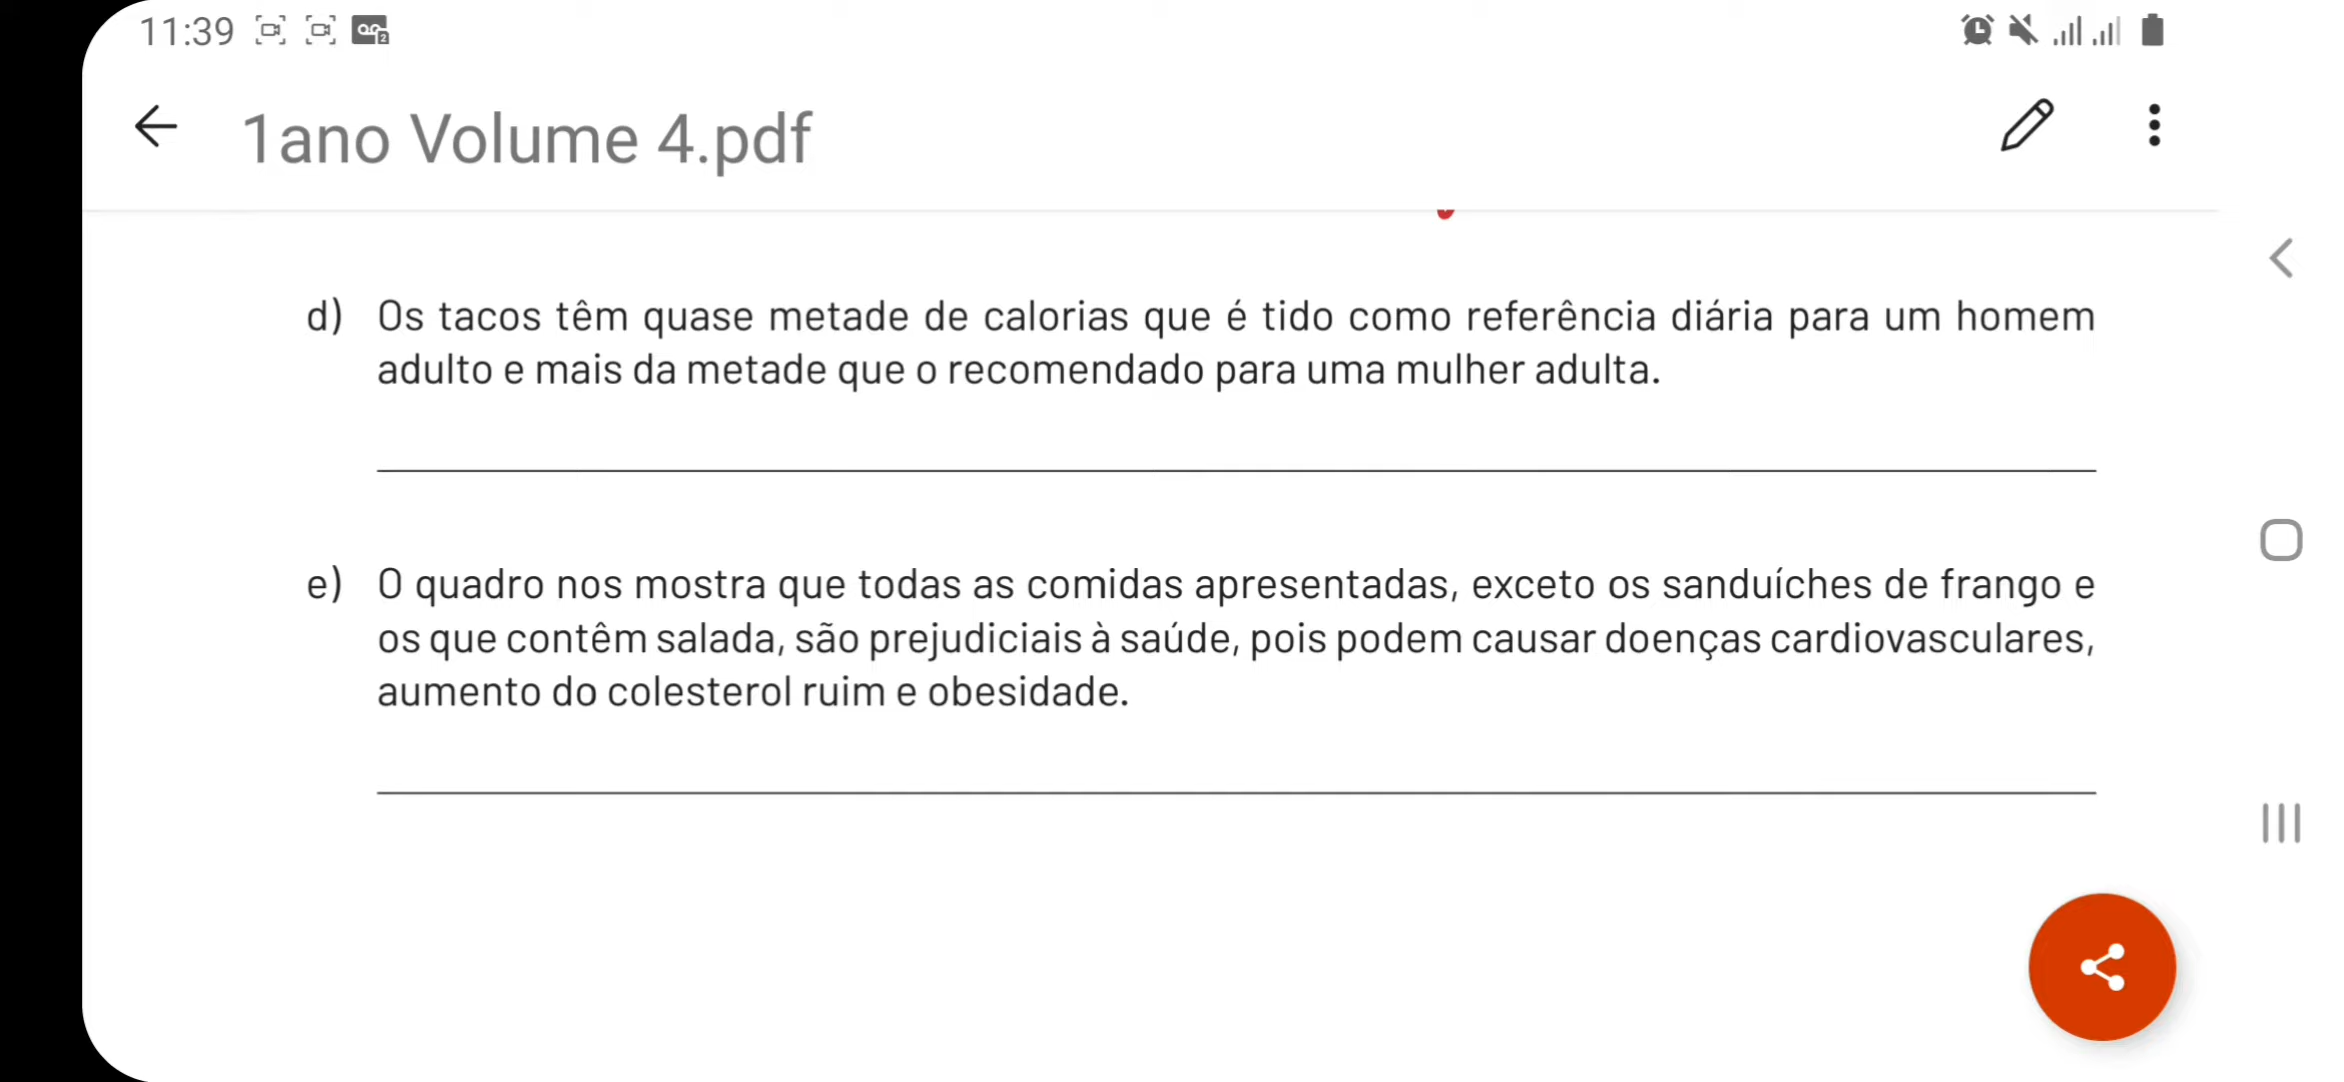 11:39
1ano Volume 4.pdf
d) Os tacos têm quase metade de calorias que é tido como referência diária para um homem
adulto e mais da metade que o recomendado para uma mulher adulta.
e) O quadro nos mostra que todas as comidas apresentadas, exceto os sanduíches de frango e
os que contêm salada, são prejudiciais à saúde, pois podem causar doenças cardiovasculares,
aumento do colesterol ruim e obesidade.